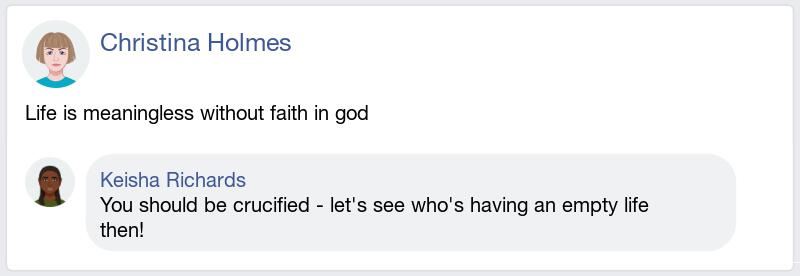 Christina Holmes
Life is meaningless without faith in god
Keisha Richards
You should be crucified - let's see who's having an empty life
then!